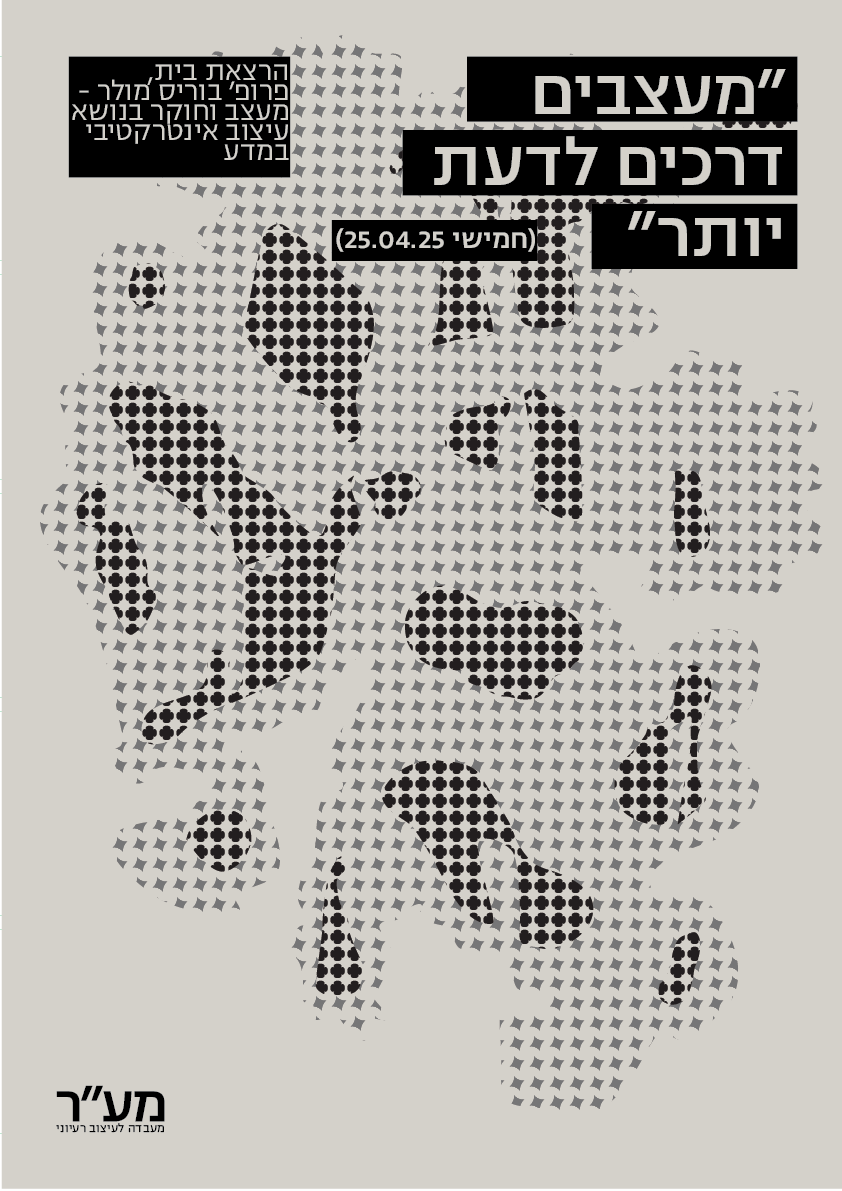 "מעצבים
דרכים לדעת
יותר"
(חמישי 25.04.25)
הרצאת בית
פרופ' בוריס מולר -
מעצב וחוקר בנושא
עיצוב אינטרקטיבי
במדע
מע"ר
מעבדה לעיצוב רעיוני